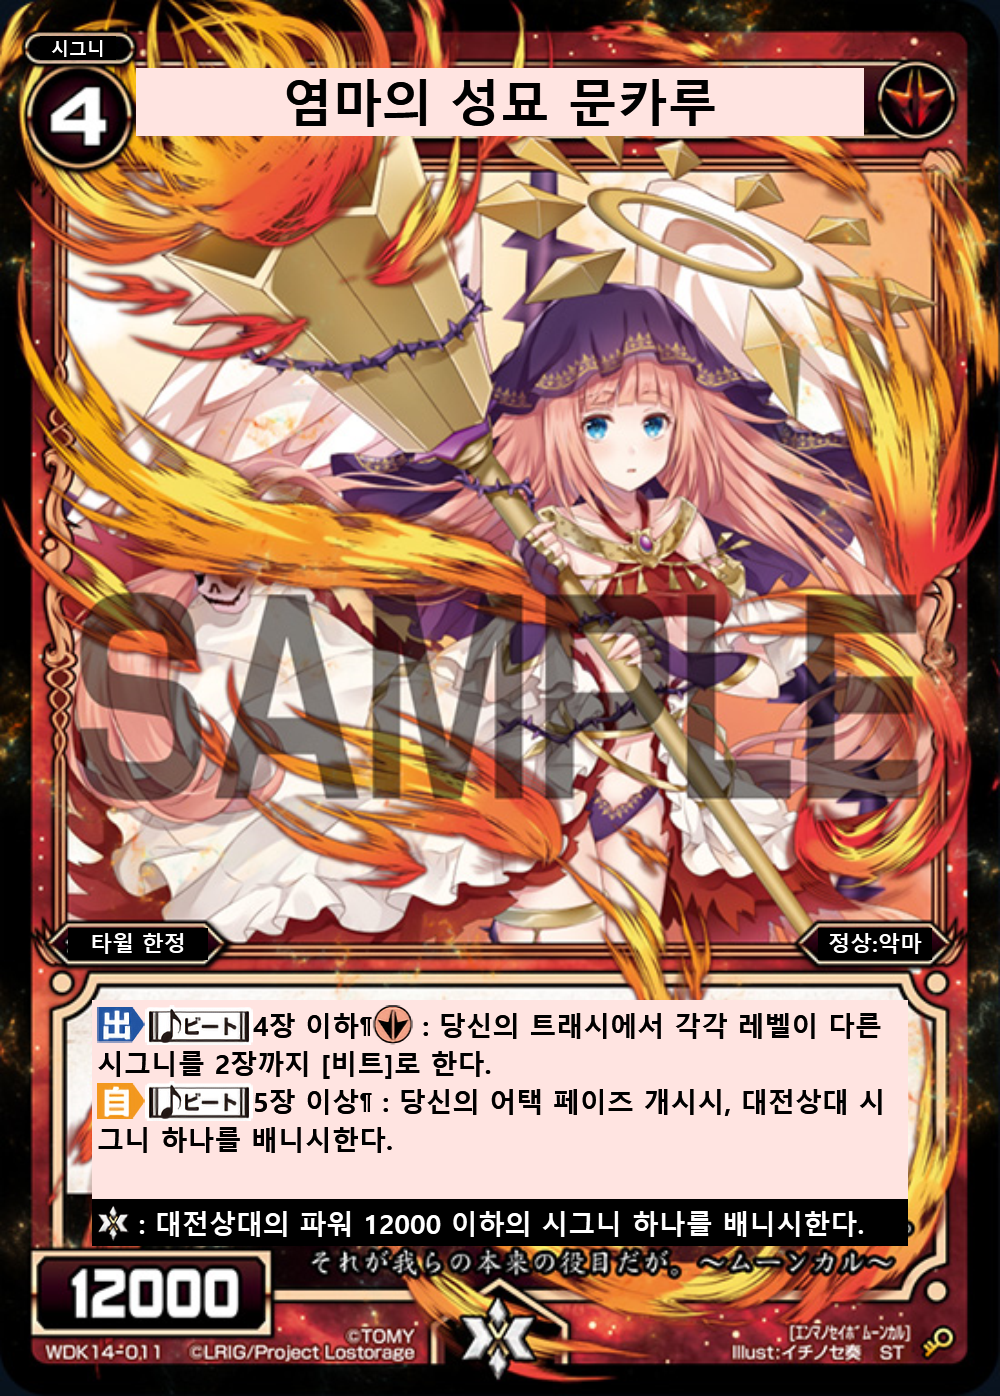 시그니
4
염마의 성묘 문카루
SAMPLE
타윌 한정
정상:악마
出 ♪ビート 4장 이하¶ : 당신의 트래시에서 각각 레벨이 다른
시그니를 2장까지 [비트]로 한다.
自 ♪ビート 5장 이상¶ : 당신의 어택 페이즈 개시시, 대전상대 시
그니 하나를 배니시한다.
: 대전상대의 파워 12000 이하의 시그니 하나를 배니시한다.
それが我らの本来の役目だが。～ムーンカル～
12000
©TOMY
[エンマノセイボ ムーンカル]
WDK14-011 ©LRIG/Project Lostorage
Illust:イチノセ奏 ST